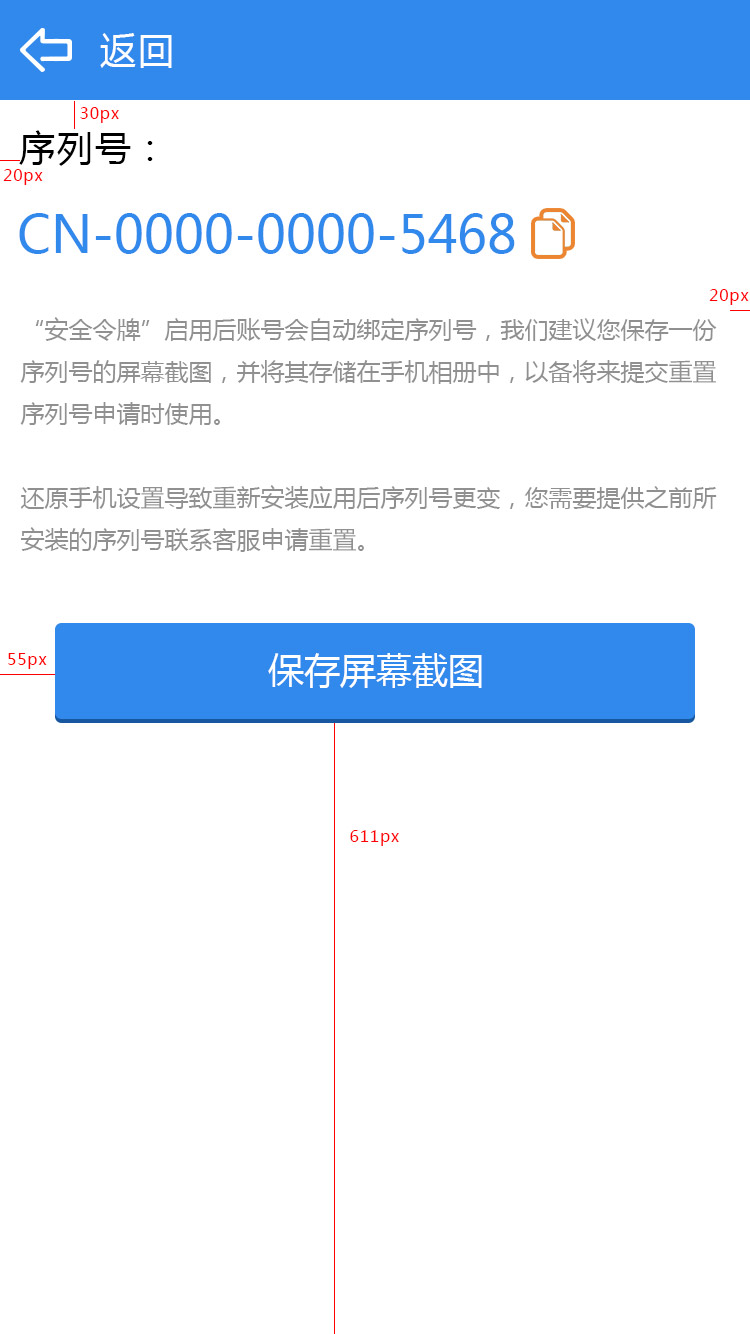 返回
30px
序列号：
20px
CN-0000-0000-5468
20px
“安全令牌”启用后账号会自动绑定序列号，我们建议您保存一份
序列号的屏幕截图，并将其存储在手机相册中，以备将来提交重置
序列号申请时使用。
还原手机设置导致重新安装应用后序列号更变，您需要提供之前所
安装的序列号联系客服申请重置。
55px
保存屏幕截图
611px